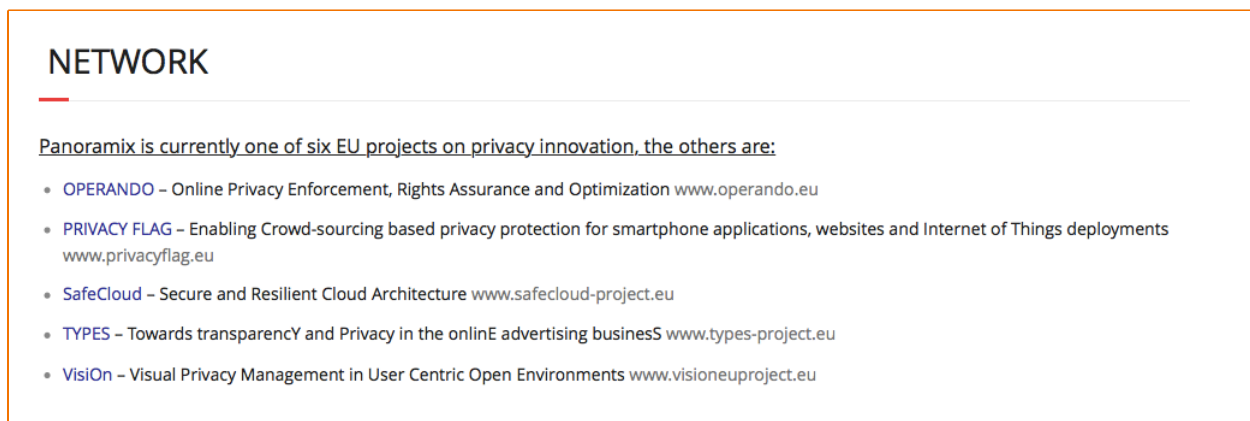 NETWORK
Panoramix is currently one of six EU projects on privacy innovation, the others are:
• OPERANDO – Online Privacy Enforcement, Rights Assurance and Optimization www.operando.eu
• PRIVACY FLAG – Enabling Crowd-sourcing based privacy protection for smartphone applications, websites and Internet of Things deployments
www.privacyflag.eu
• SafeCloud – Secure and Resilient Cloud Architecture www.safecloud-project.eu
• TYPES – Towards transparencY and Privacy in the onlinE advertising businesS www.types-project.eu
• VisiOn – Visual Privacy Management in User Centric Open Environments www.visioneuproject.eu